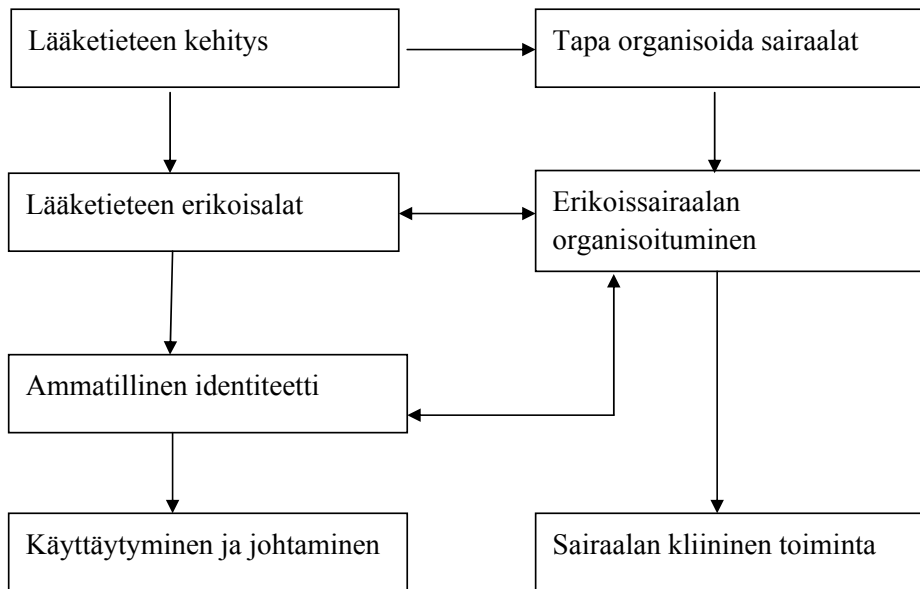 Lääketieteen kehitys
Tapa organisoida sairaalat
Lääketieteen erikoisalat
Erikoissairaalan
organisoituminen
Ammatillinen identiteetti
Käyttäytyminen ja johtaminen
Sairaalan kliininen toiminta